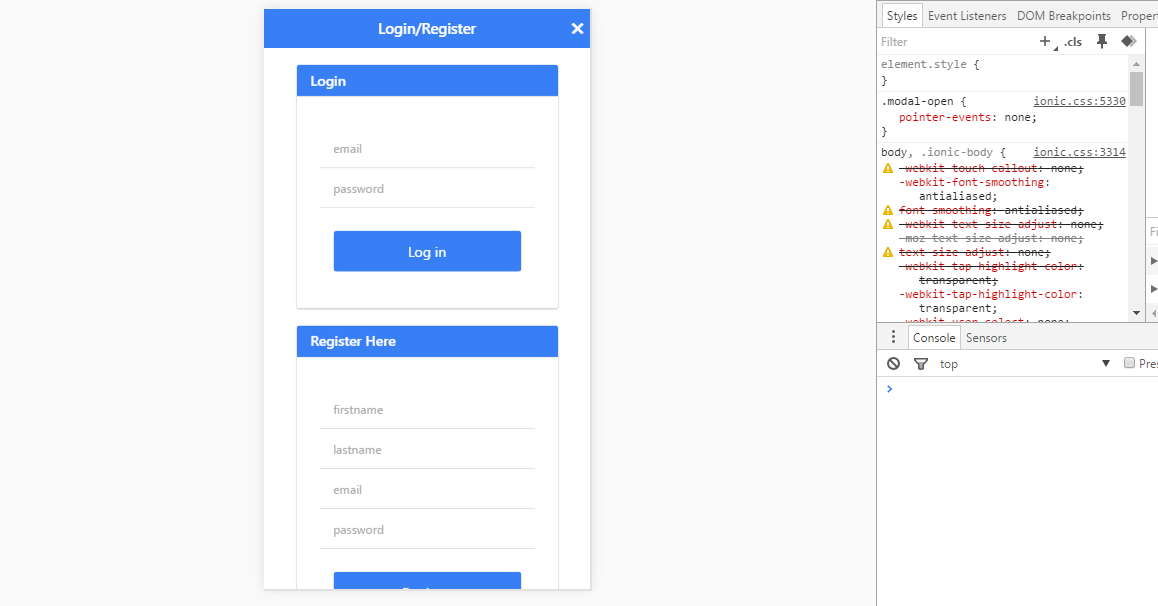 Login/Register ×
Login
email
password
Log in
Register Here
firstname
lastname
email
password
Styles Event Listeners DOM Breakpoints Proper
Filter + .cls
element.style {
}
.modal-open { ionic.css:5330
pointer-events: none;
}
body, .ionic-body { ionic.css:3314
-webkit-touch-callout: none;
-webkit-font-smoothing:
antialiased;
font-smoothing: antialiased;
-webkit-text-size-adjust: none;
-moz-text-size-adjust: none;
text-size-adjust: none;
-webkit-tap-highlight-color:
transparent;
-webkit-tap-highlight-color:
transparent;
-webkit-user-select: none;
Fi
Console Sensors
top ▼ Pres
>